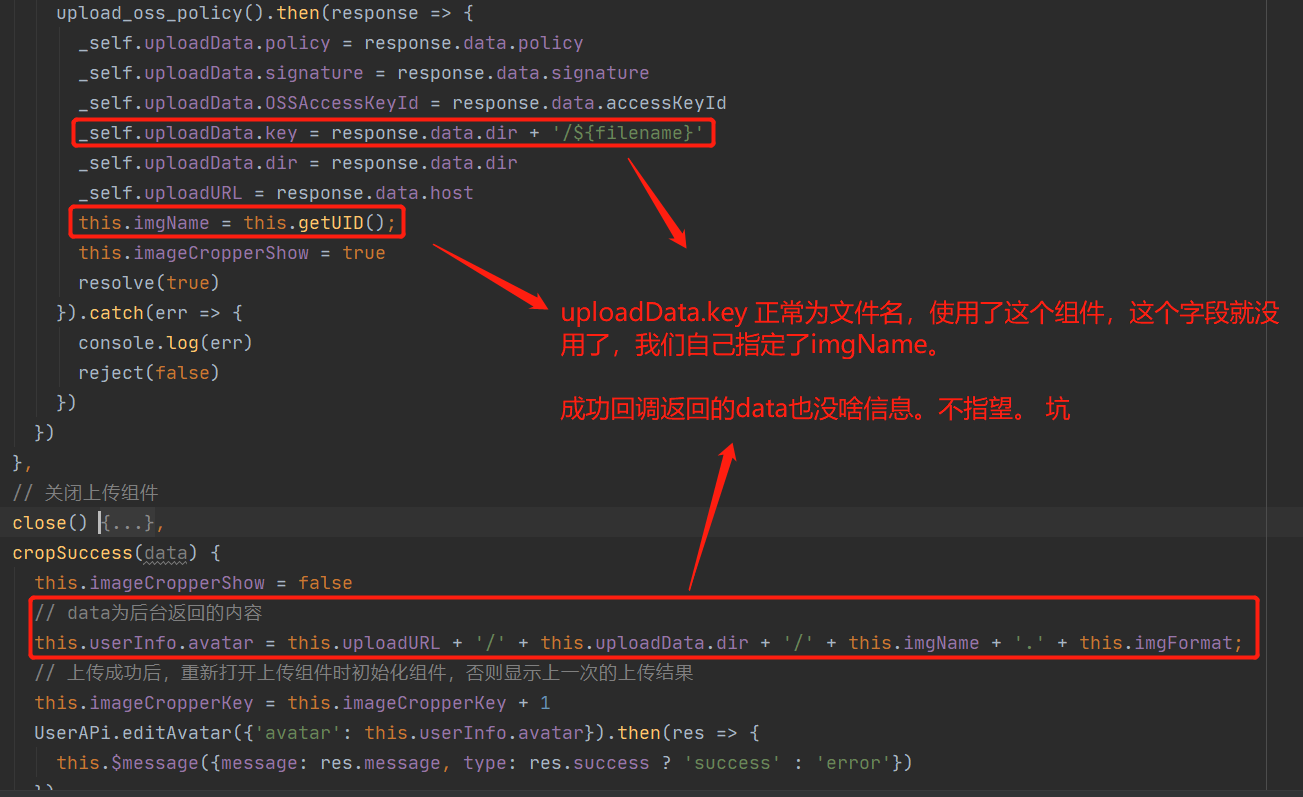 upload_oss_policy().then(response => {
_self.uploadData.policy = response.data.policy
_self.uploadData.signature = response.data.signature
_self.uploadData.OSSAccessKeyId = response.data.accessKeyId
_self.uploadData.key = response.data.dir + '/${filename}'
_self.uploadData.dir = response.data.dir
_self.uploadURL = response.data.host
this.imgName = this.getUID();
this.imageCropperShow = true
resolve(true)
}).catch(err => {
console.log(err)
reject(false)
})
})
},
uploadData.key 正常为文件名，使用了这个组件，这个字段就没
用了，我们自己指定了imgName。
成功回调返回的data也没啥信息。不指望。 坑
// 关闭上传组件
close() {...},
cropSuccess(data) {
this.imageCropperShow = false
// data为后台返回的内容
this.userInfo.avatar = this.uploadURL + '/' + this.uploadData.dir + '/' + this.imgName + '.' + this.imgFormat;
// 上传成功后，重新打开上传组件时初始化组件，否则显示上一次的上传结果
this.imageCropperKey = this.imageCropperKey + 1
UserAPi.editAvatar({'avatar': this.userInfo.avatar}).then(res => {
this.$message({message: res.message, type: res.success ? 'success' : 'error'})
})